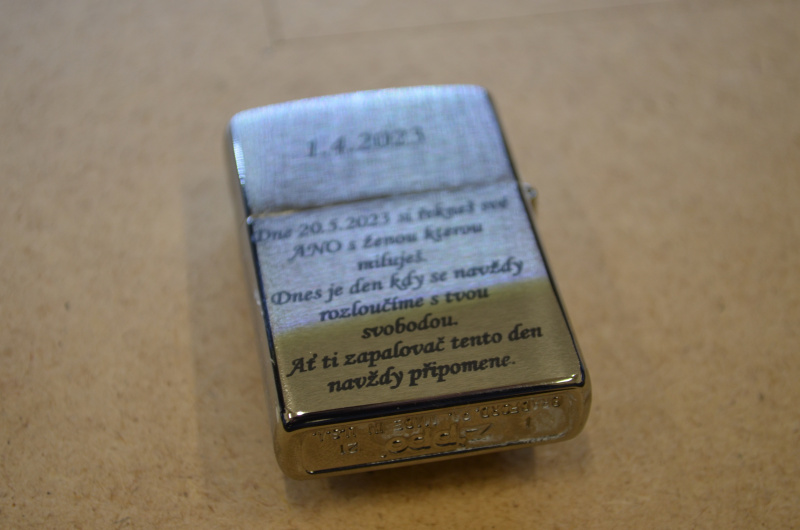 1.4.2023
Dne 20.5.2023 si řekneš své
ANO s ženou kterou
miluješ.
Dnes je den kdy se navždy
rozloučíme s tvou
svobodou.
Ať ti zapalovač tento den
navždy připomene.
Zippo